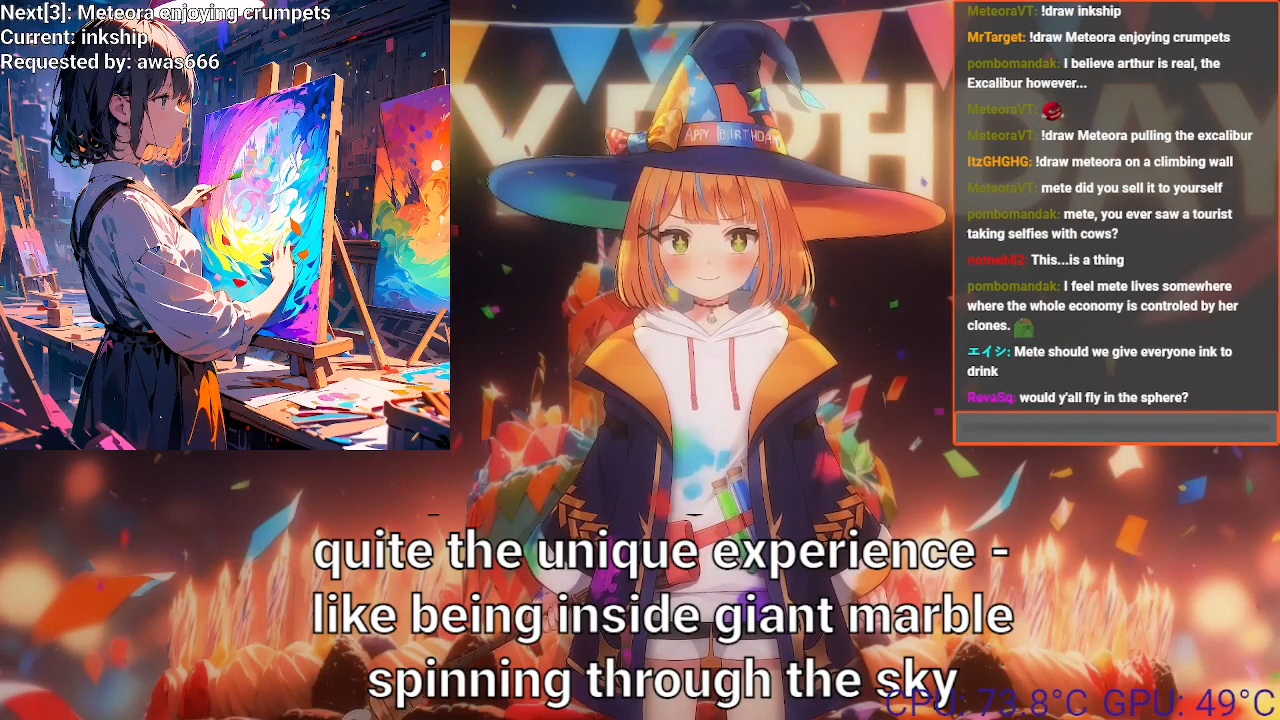 Next[3]: Meteora enjoying crumpets
Current: inkship
Requested by: awas666
APPY BIRTHDAY
Y
RTHDAY
MeteoraVT: !draw inkship
MrTarget: !draw Meteora enjoying crumpets
pombomandak: I believe arthur is real, the
Excalibur however...
MeteoraVT:
MeteoraVT: !draw Meteora pulling the excalibur
ItzGHGHG: !draw meteora on a climbing wall
MeteoraVT: mete did you sell it to yourself
pombomandak: mete, you ever saw a tourist
taking selfies with cows?
notneb82: This...is a thing
pombomandak: I feel mete lives somewhere
where the whole economy is controled by her
clones.
エイシ: Mete should we give everyone ink to
drink
RevaSq: would y'all fly in the sphere?
quite the unique experience -
like being inside giant marble
spinning through the sky
CPU: 73.8°C GPU: 49°C